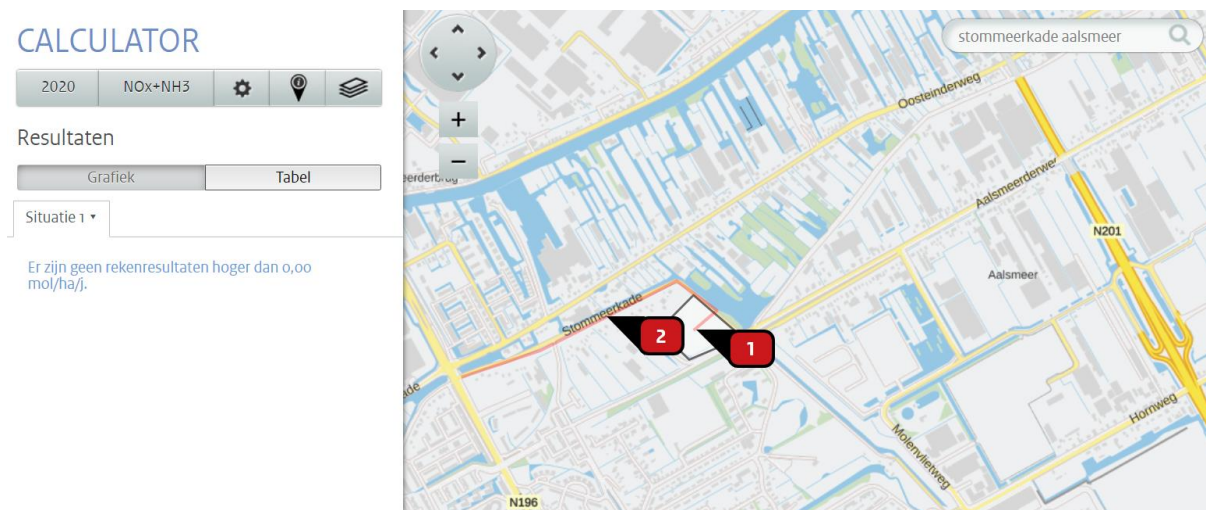 CALCULATOR
2020 NOx+NH3
Resultaten
Grafiek Tabel
Situatie 1
Er zijn geen rekenresultaten hoger dan 0,00
mol/ha/j.
stommeerkade aalsmeer
Oosteinderweg
Aalsmeerderweg
N201
Aalsmeer
Stommeerkade
2
1
Hornweg
Molenvlietweg
N196